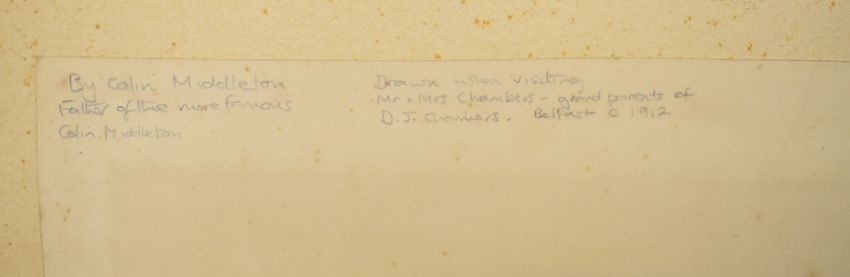 By Colin Middleton
Father of the more famous
Colin Middleton
Drawn when visiting
Mr & Mrs Chambers - grand parents of
D.J. Chambers. Belfast c 1912